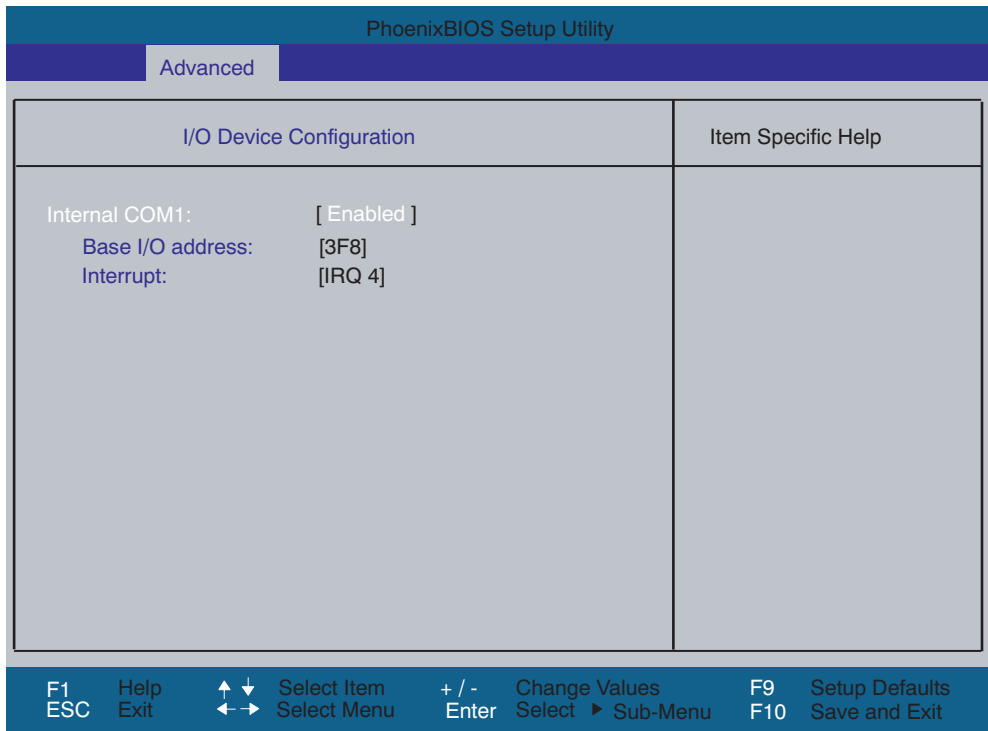 PhoenixBIOS Setup Utility
Advanced
I/O Device Configuration
Item Specific Help
Internal COM1: [ Enabled ]
Base I/O address: [3F8]
Interrupt: [IRQ 4]
F1 Help Select Item + / - Change Values F9 Setup Defaults
ESC Exit Select Menu Enter Select Sub-Menu F10 Save and Exit